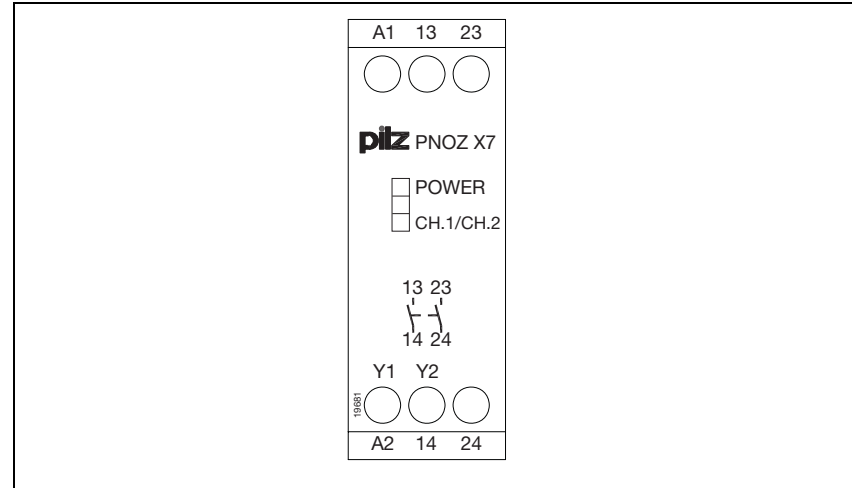 A1 13 23
pilz PNOZ X7
POWER
CH.1/CH.2
13 23
14 24
Y1 Y2
19681
A2 14 24